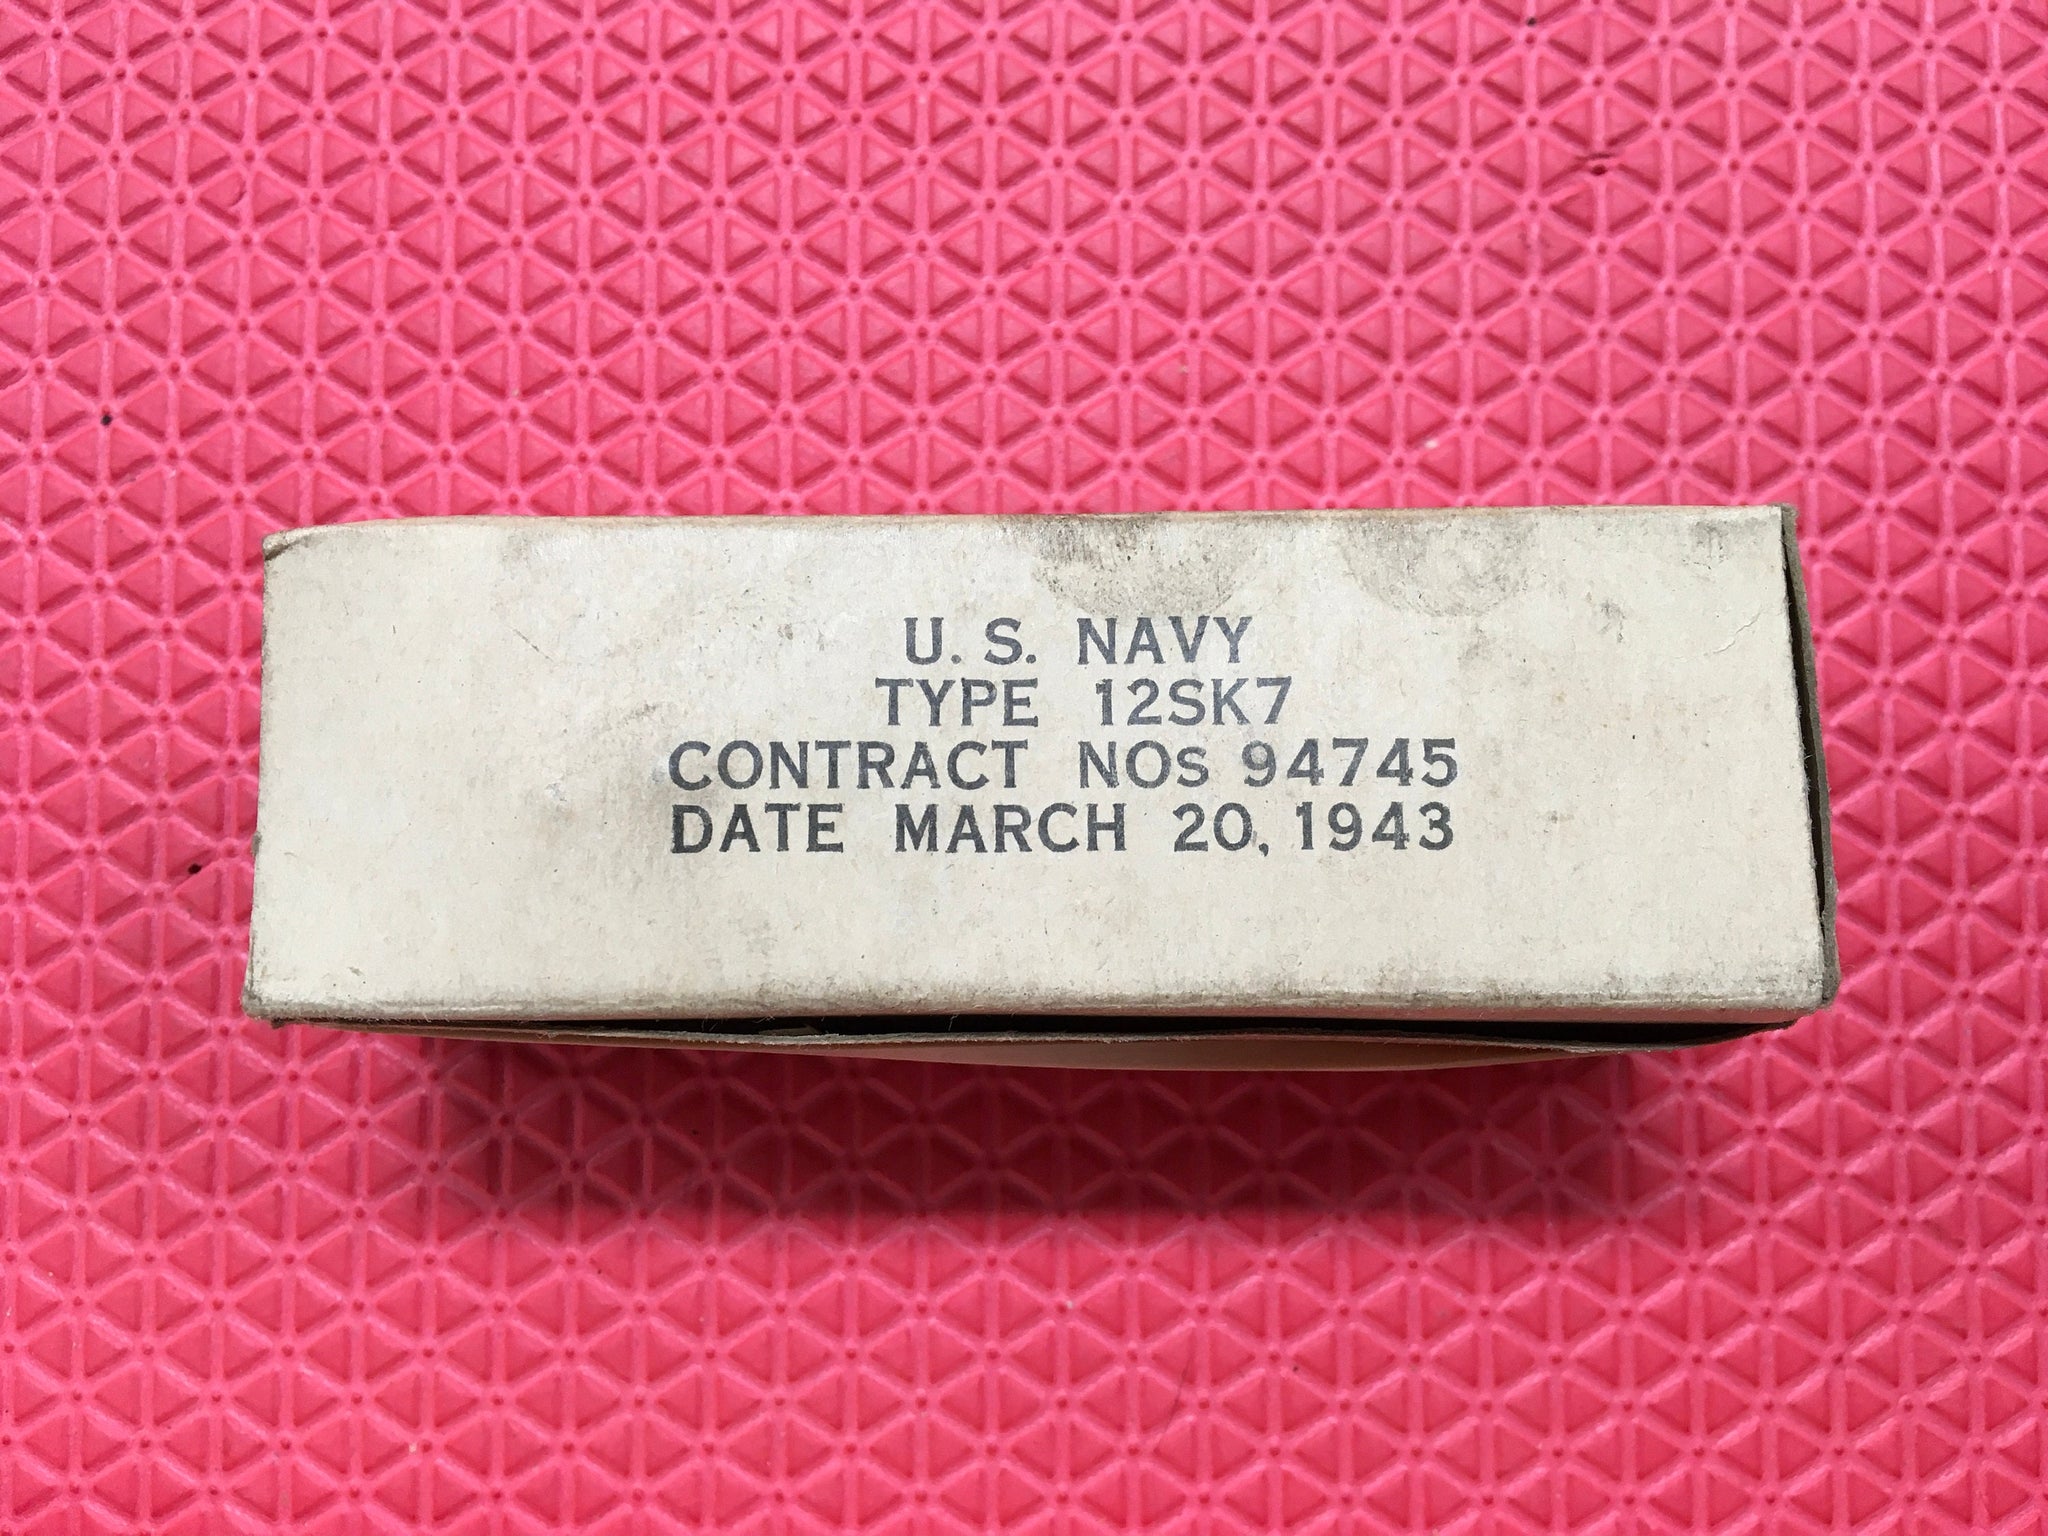 U. S. NAVY
TYPE 12SK7
CONTRACT NOs 94745
DATE MARCH 20, 1943